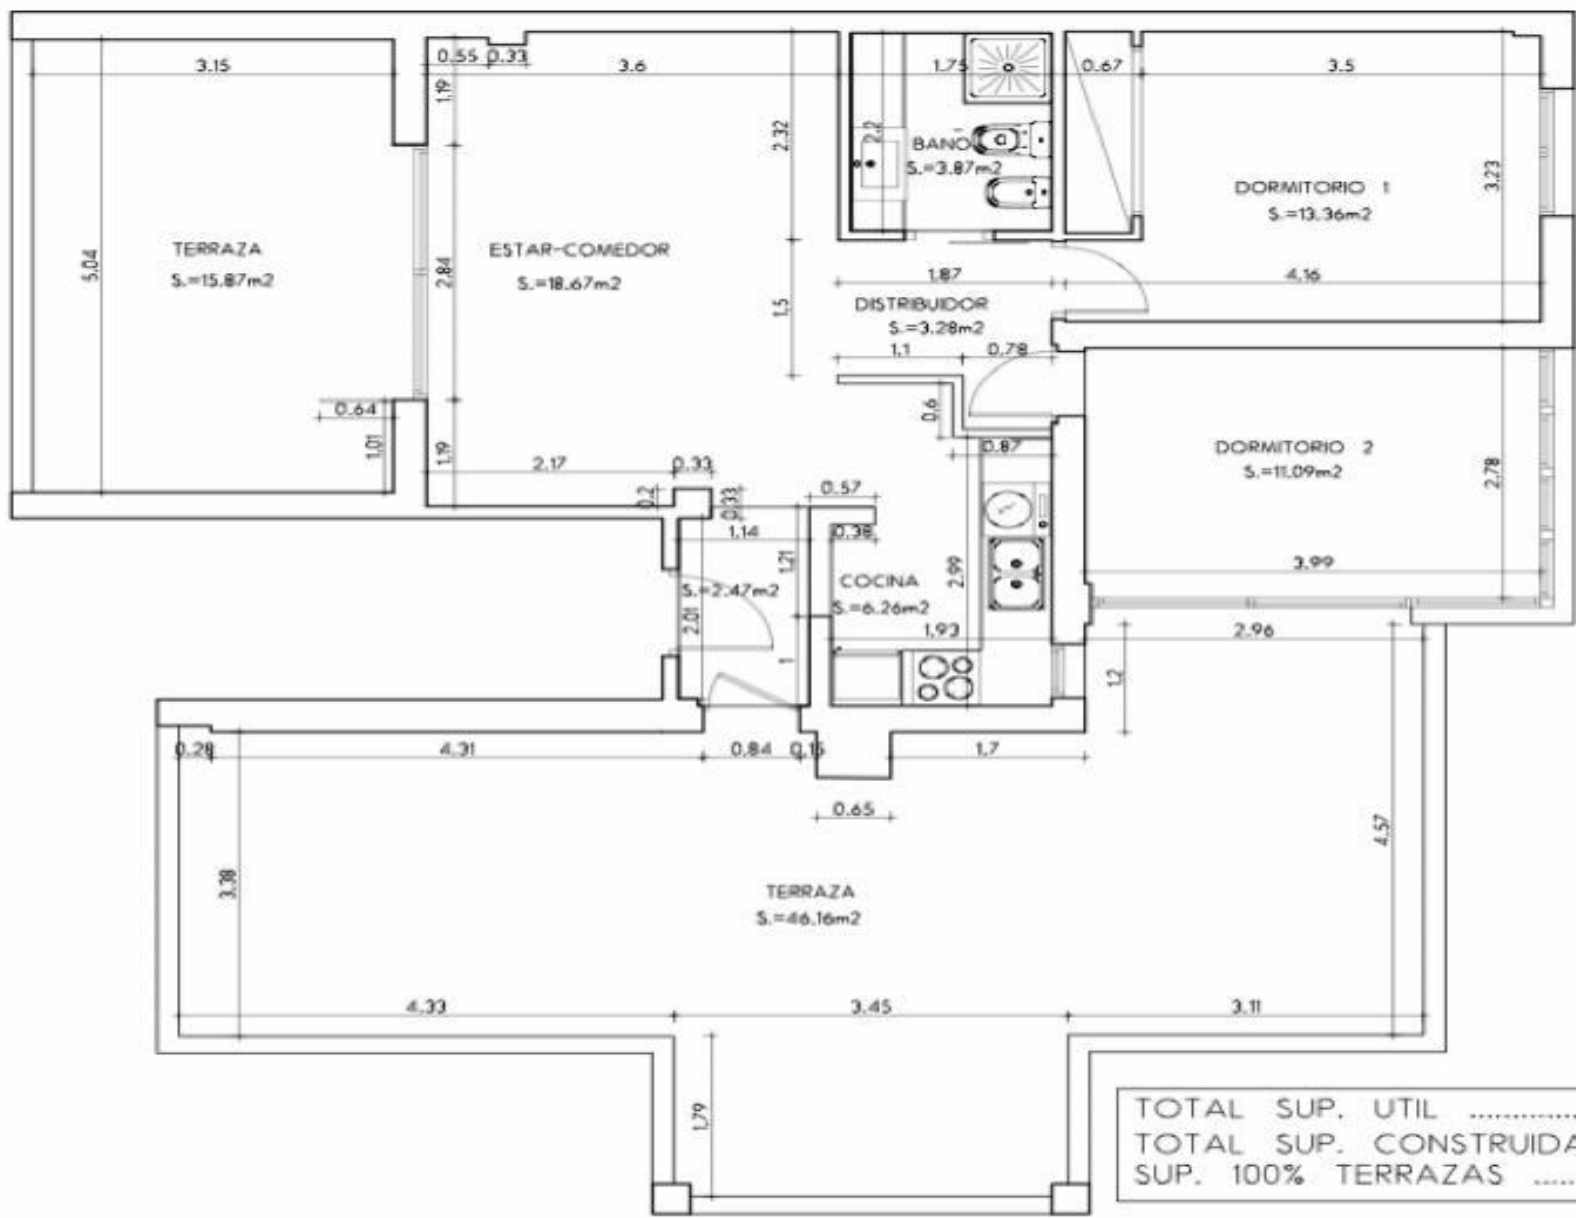 0.55
0.33
3.15
3.6
1.75
0.67
3.5
1.19
2.32
2.2
BANO
S.=3.87m2
3.23
DORMITORIO 1
S.=13.36m2
TERRAZA
S.=15.87m2
5.04
2.84
ESTAR-COMEDOR
S.=18.67m2
1.87
4.16
1.5
DISTRIBUIDOR
S.=3.28m2
1.1
0.78
0.64
0.6
1.01
1.19
2.17
0.33
0.87
DORMITORIO 2
S.=11.09m2
2.78
0.2
0.33
0.57
1.14
0.38
1.21
2.99
3.99
COCINA
S.=6.26m2
S.=2.47m2
2.01
1.93
2.96
1
1.2
0.28
4.31
0.84
0.15
1.7
0.65
4.57
3.38
TERRAZA
S.=46.16m2
4.33
3.45
3.11
1.79
TOTAL SUP. UTIL ............
TOTAL SUP. CONSTRUIDA
SUP. 100% TERRAZAS .....